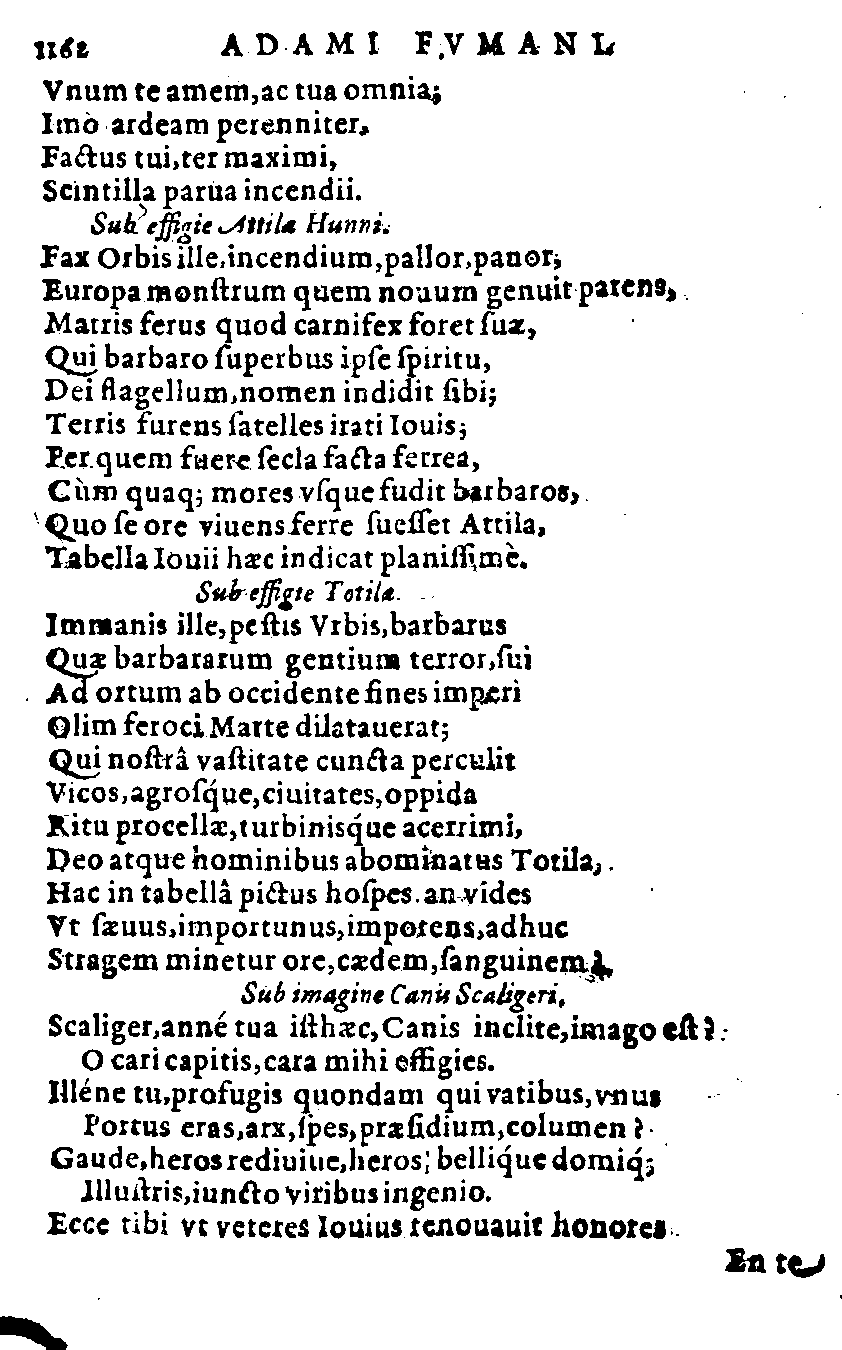 1162 ADAMI FVMANI.
Vnum te amem, ac tua omnia;
Imò ardeam perenniter,
Factus tui, ter maximi,
Scintilla parua incendii.
Sub effigie Attilæ Hunni.
Fax Orbis ille, incendium, pallor, pauor;
Europa monſtrum quem nouum genuit parens,
Matris ferus quod carnifex foret ſuæ,
Qui barbaro ſuperbus ipſe ſpiritu,
Dei flagellum, nomen indidit ſibi;
Terris furens ſatelles irati Iouis;
Per quem fuere ſecla facta ferrea,
Cùm quaq; mores vſque fudit barbaros,
Quo ſe ore viuens ferre ſueſſet Attila,
Tabella Iouii hæc indicat planiſſimè.
Sub effigie Totilæ.
Immanis ille, peſtis Vrbis, barbarus
Quæ barbararum gentium terror, ſui
Ad ortum ab occidente fines imperi
Olim feroci Marte dilatauerat;
Qui noſtrâ vaſtitate cuncta perculit
Vicos, agroſq́ue, ciuitates, oppida
Ritu procellæ, turbinisq́ue acerrimi,
Deo atque hominibus abominatus Totila,
Hac in tabellâ pictus hoſpes. an vides
Vt ſæuus, importunus, impotens, adhuc
Stragem minetur ore, cædem, ſanguinem?
Sub imagine Canis Scaligeri.
Scaliger, anné tua iſthæc, Canis inclite, imago eſt?
O cari capitis, cara mihi effigies.
Illéne tu, profugis quondam qui vatibus, vnus
Portus eras, arx, ſpes, præſidium, columen?
Gaude, heros rediuiue, heros; belliq́ue domiq́;
Illuſtris, iuncto viribus ingenio.
Ecce tibi vt veteres Iouius renouauit honores
En te